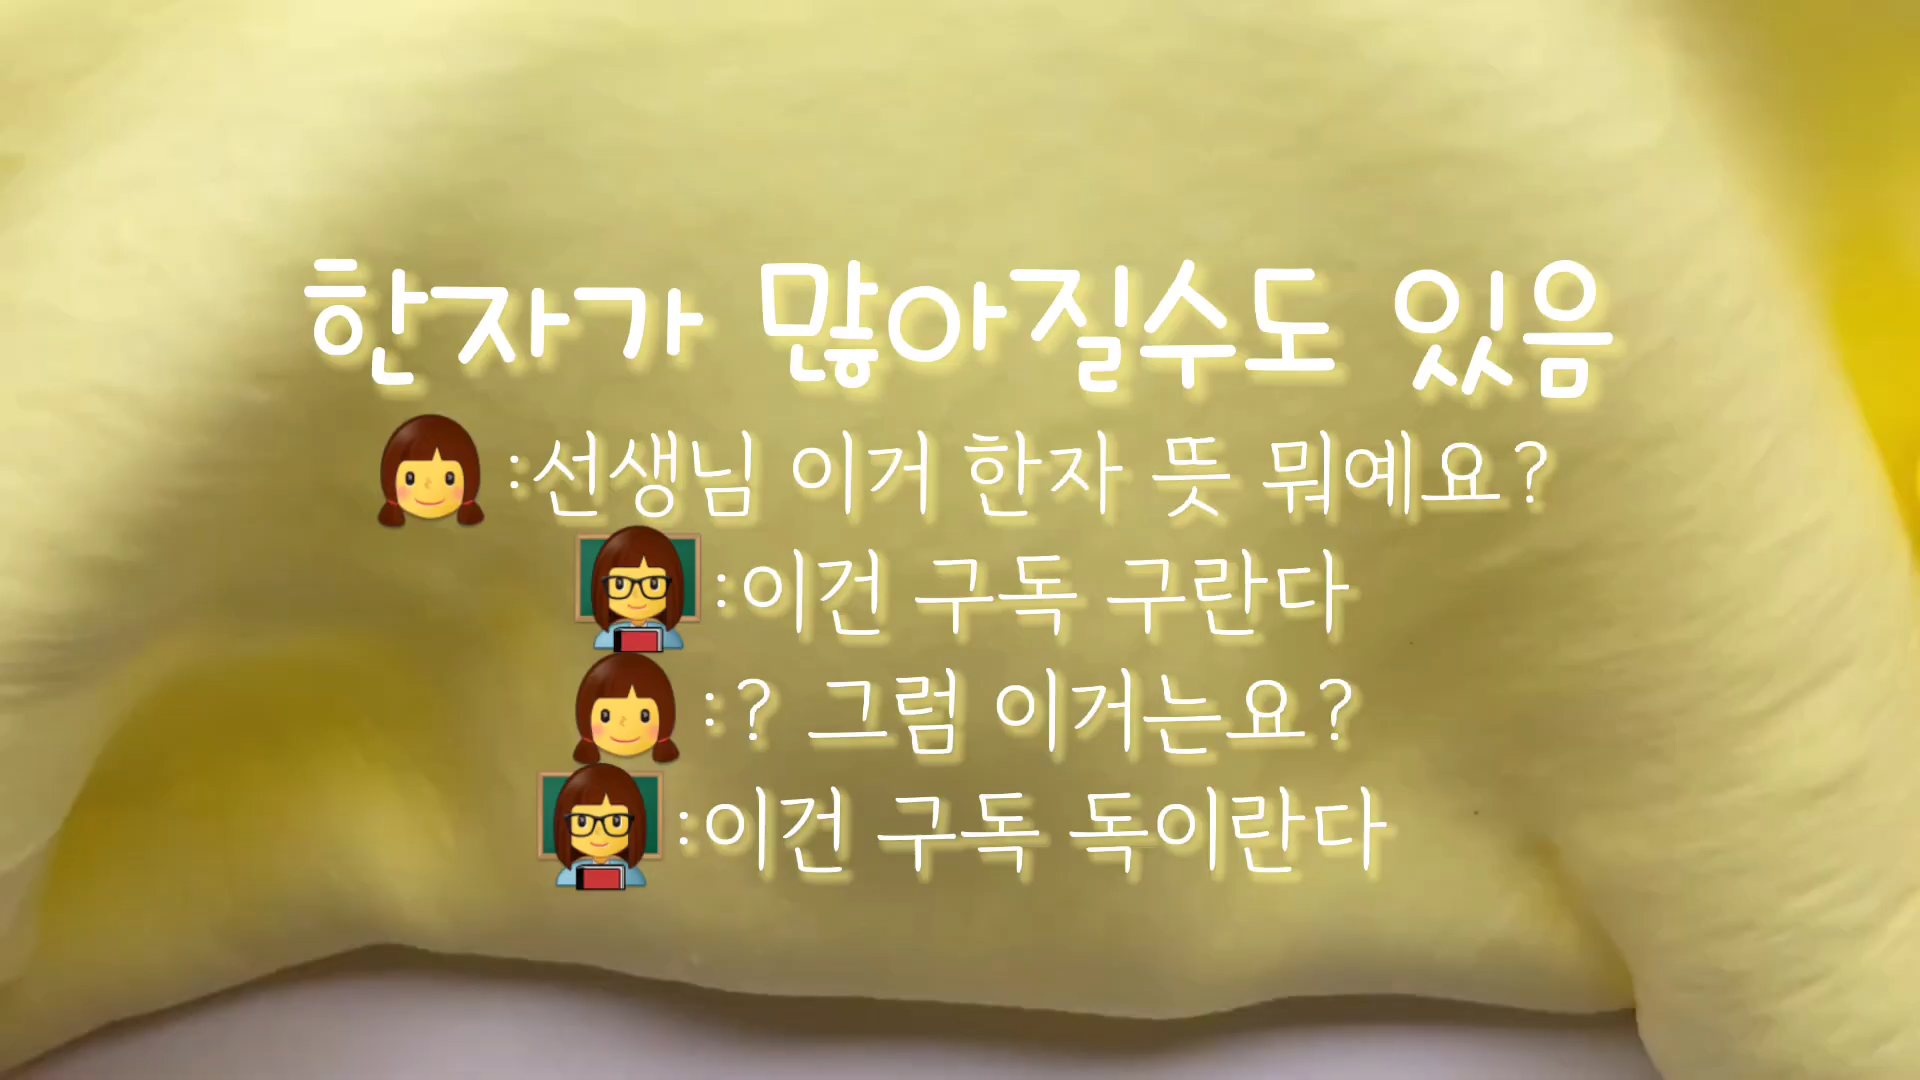 한자가 많아질수도 있음
:선생님 이거 한자 뜻 뭐예요?
:이건 구독 구란다
:? 그럼 이거는요?
:이건 구독 독이란다